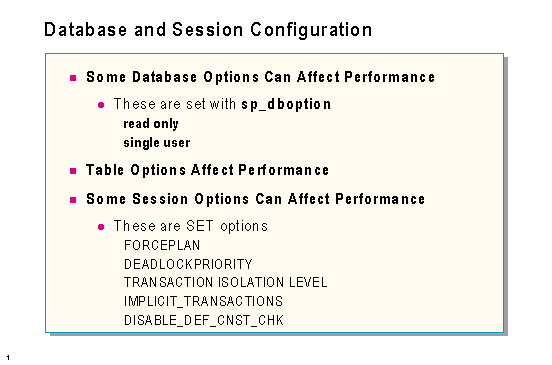 Database and Session Configuration
Some Database Options Can Affect Performance
These are set with sp_dboption
read only
single user
Table Options Affect Performance
Some Session Options Can Affect Performance
These are SET options
FORCEPLAN
DEADLOCKPRIORITY
TRANSACTION ISOLATION LEVEL
IMPLICIT_TRANSACTIONS
DISABLE_DEF_CNST_CHK
1